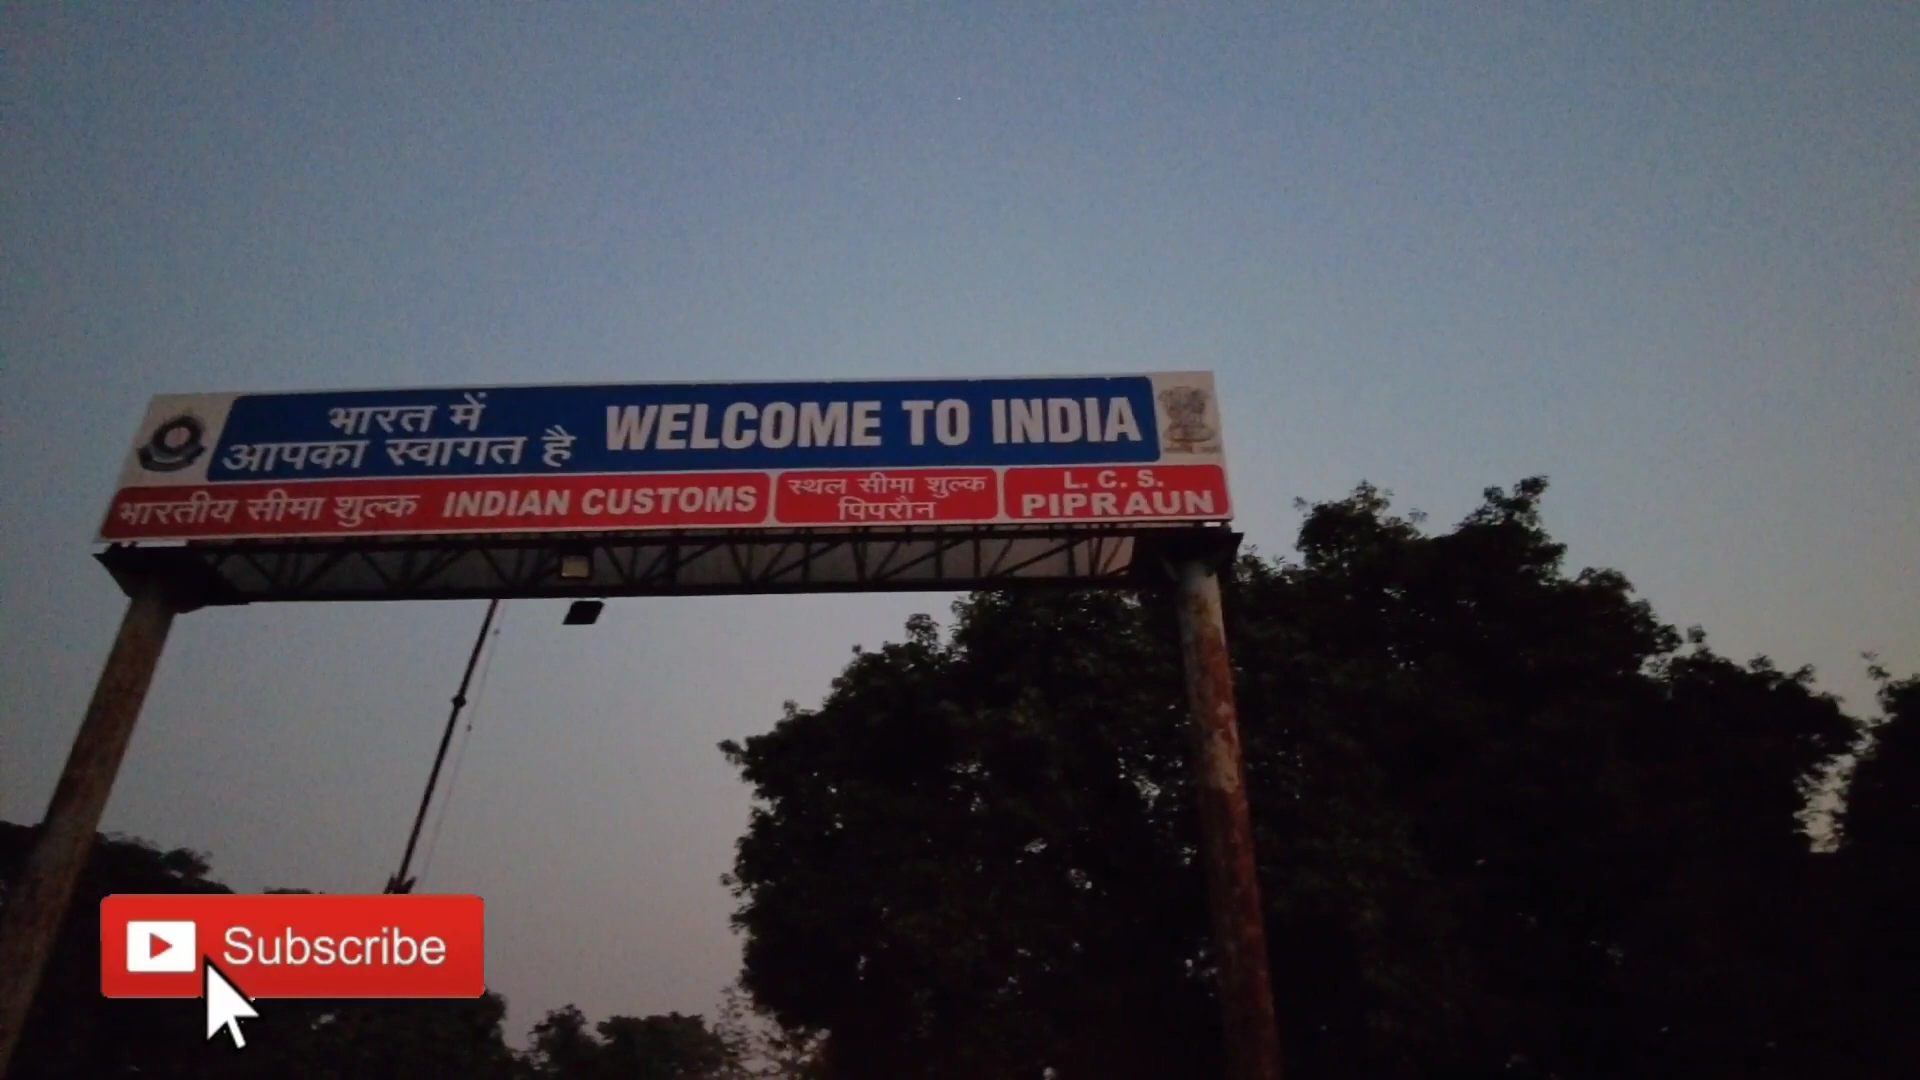 भारत में
आपका स्वागत है
WELCOME TO INDIA
भारतीय सीमा शुल्क INDIAN CUSTOMS
स्थल सीमा शुल्क
पिपरौन
L. C. S.
PIPRAUN
Subscribe